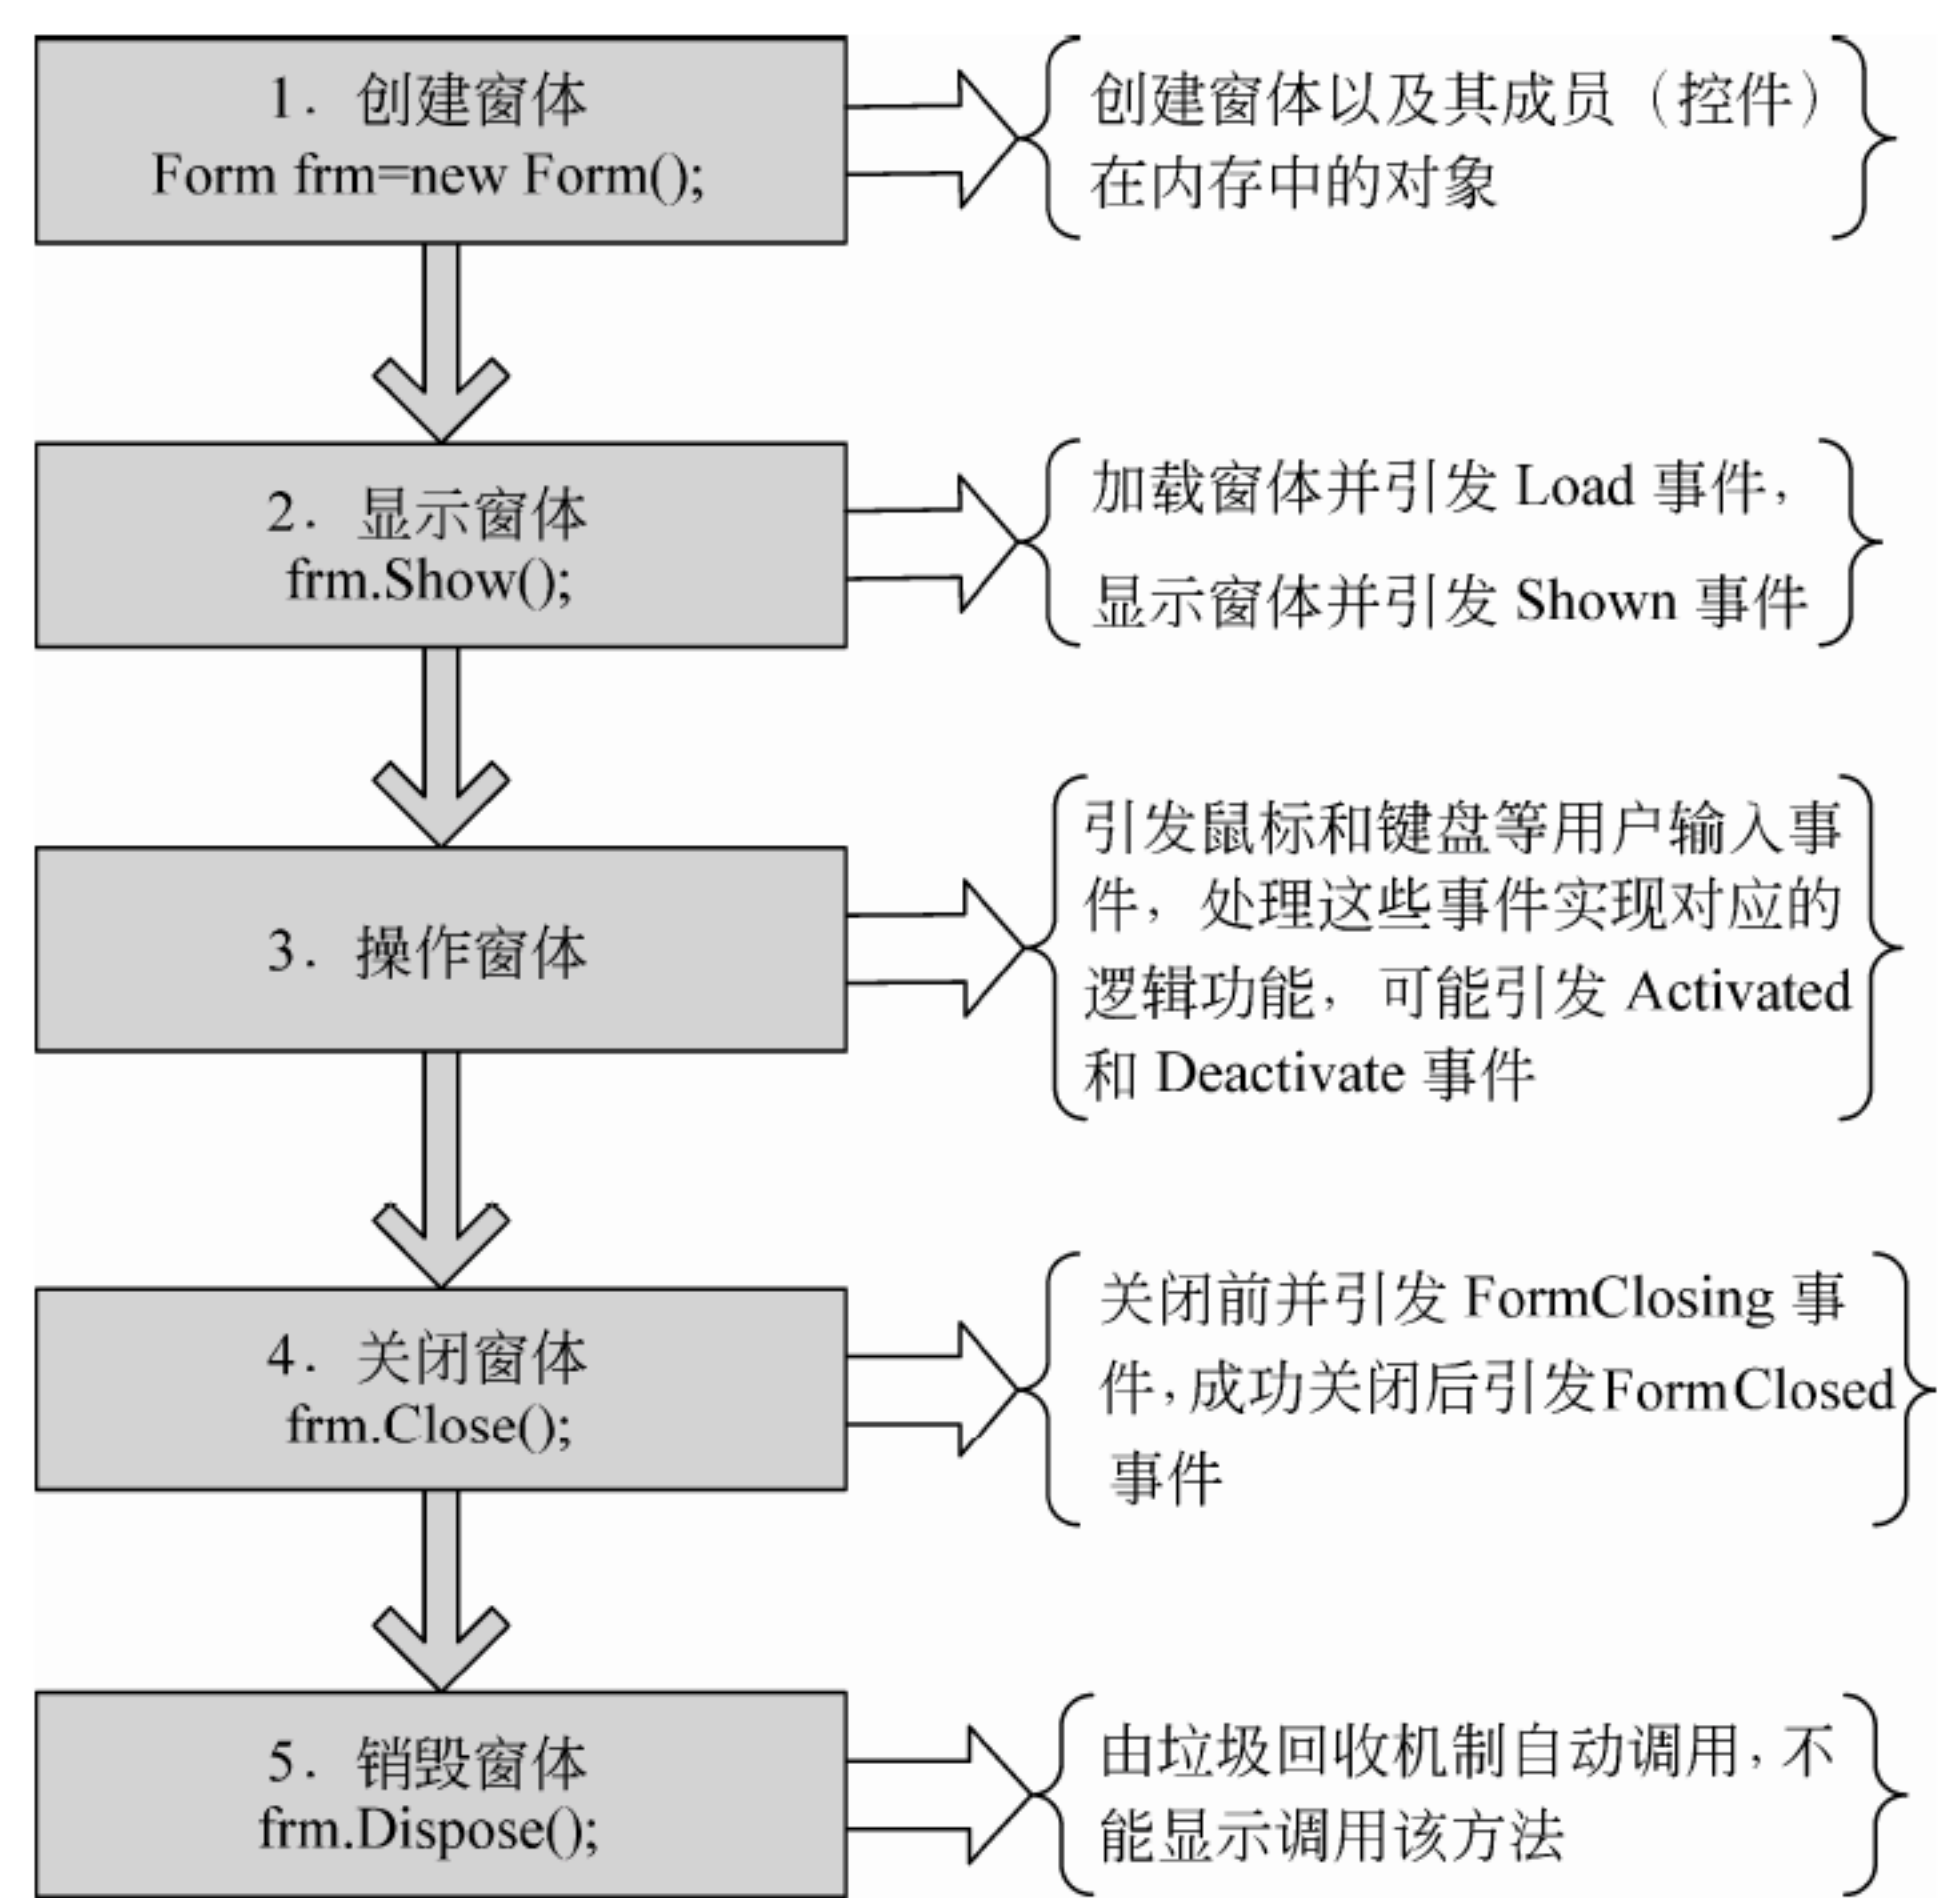 1．创建窗体
Form frm=new Form();
创建窗体以及其成员（控件）
在内存中的对象
2．显示窗体
frm.Show();
加载窗体并引发 Load 事件，
显示窗体并引发 Shown 事件
3．操作窗体
引发鼠标和键盘等用户输入事
件，处理这些事件实现对应的
逻辑功能，可能引发 Activated
和 Deactivate 事件
4．关闭窗体
frm.Close();
关闭前并引发 FormClosing 事
件，成功关闭后引发FormClosed
事件
5．销毁窗体
frm.Dispose();
由垃圾回收机制自动调用，不
能显示调用该方法